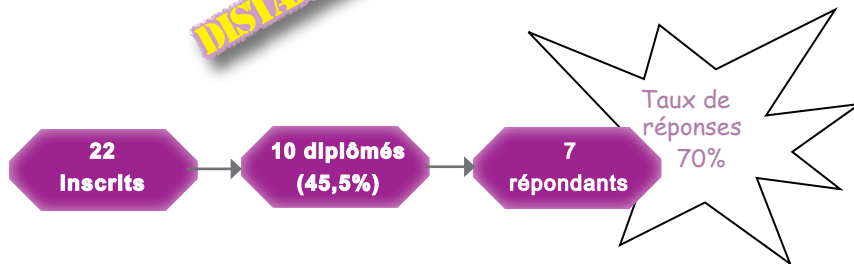 22
inscrits
10 diplômés
(45,5%)
7
répondants
Taux de
réponses
70%